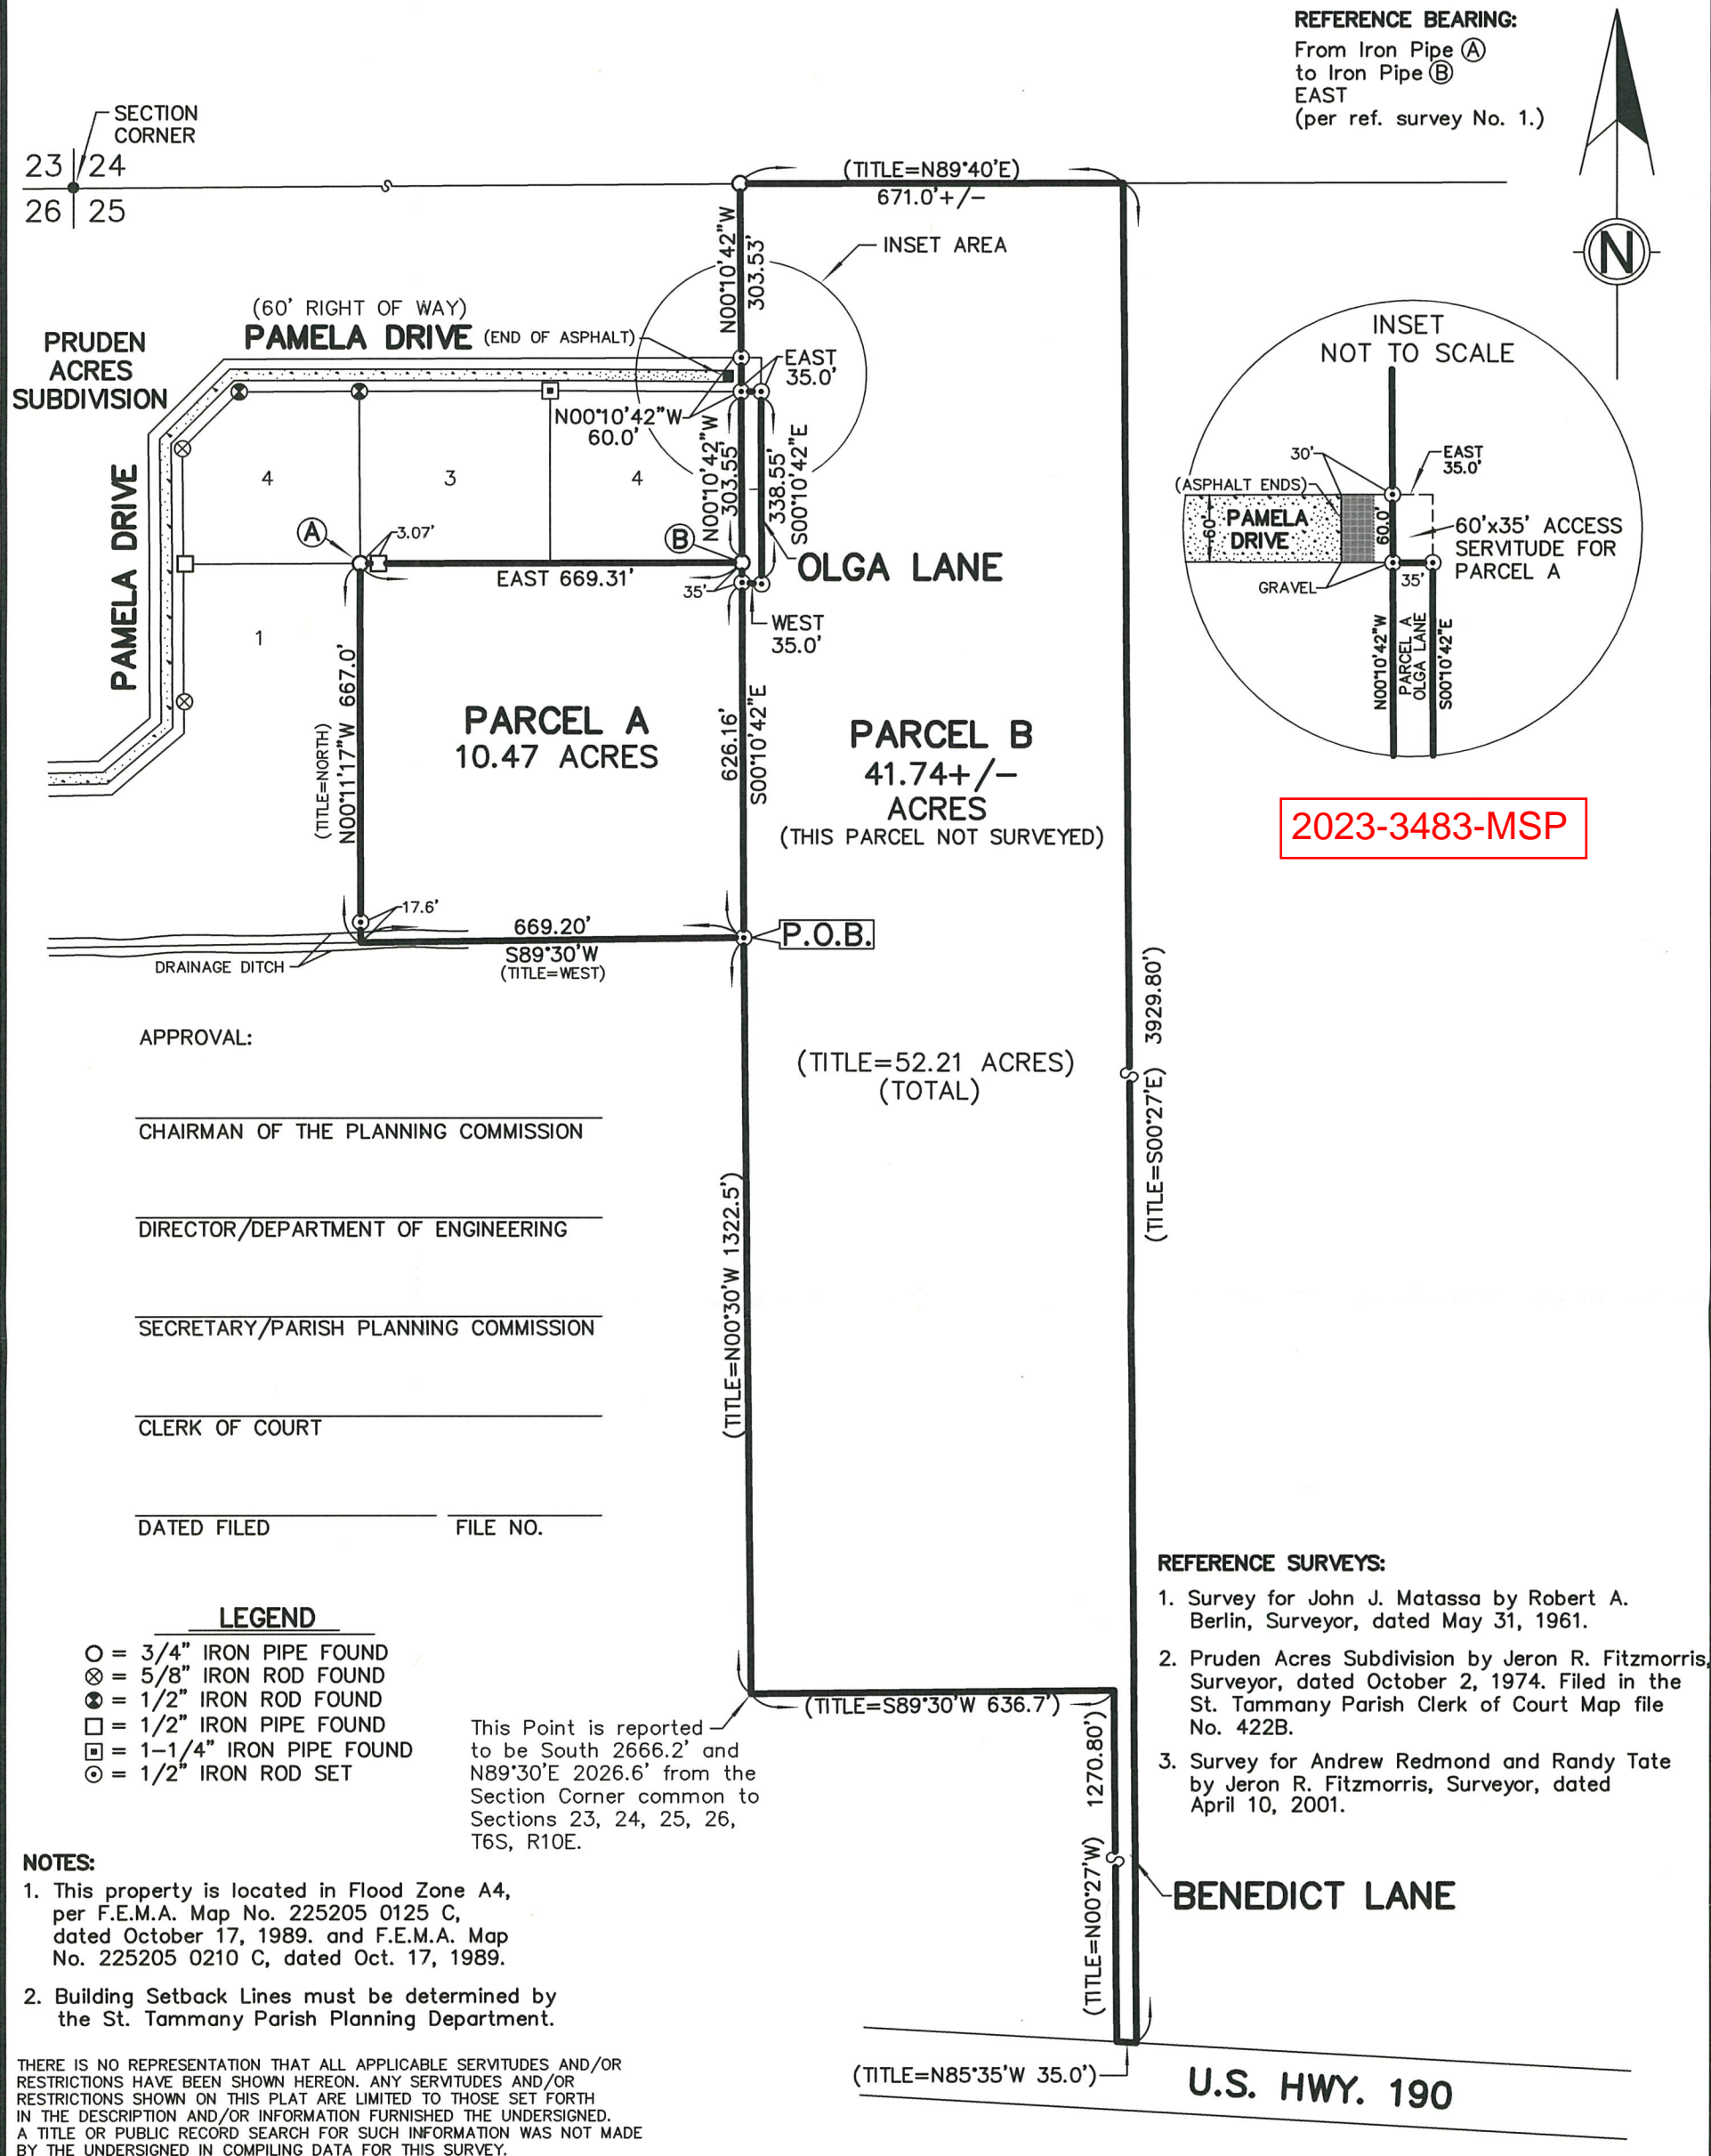 REFERENCE BEARING:
From Iron Pipe Ⓐ
to Iron Pipe Ⓑ
EAST
(per ref. survey No. 1.)
N
SECTION
CORNER
23 24
26 25
(TITLE=N89°40'E)
671.0'+/-
INSET AREA
N00°10'42"W
303.53'
(60' RIGHT OF WAY)
PAMELA DRIVE (END OF ASPHALT)
PRUDEN
ACRES
SUBDIVISION
EAST
35.0'
N00°10'42"W
60.0'
N00°10'42"W
303.55'
338.55'
S00°10'42"E
4
3
4
PAMELA DRIVE
A
3.07'
B
EAST 669.31'
35'
OLGA LANE
WEST
35.0'
1
(TITLE=NORTH)
N00°11'17"W 667.0'
PARCEL A
10.47 ACRES
626.16'
S00°10'42"E
PARCEL B
41.74+/-
ACRES
(THIS PARCEL NOT SURVEYED)
INSET
NOT TO SCALE
30'
EAST
35.0'
(ASPHALT ENDS)
60'
PAMELA
DRIVE
60.0'
60'x35' ACCESS
SERVITUDE FOR
PARCEL A
GRAVEL
35'
N00°10'42"W
PARCEL A
OLGA LANE
S00°10'42"E
2023-3483-MSP
17.6'
669.20'
S89°30'W
(TITLE=WEST)
P.O.B.
DRAINAGE DITCH
APPROVAL:
CHAIRMAN OF THE PLANNING COMMISSION
DIRECTOR/DEPARTMENT OF ENGINEERING
SECRETARY/PARISH PLANNING COMMISSION
CLERK OF COURT
DATED FILED FILE NO.
(TITLE=52.21 ACRES)
(TOTAL)
(TITLE=S00°27'E) 3929.80')
(TITLE=N00°30'W 1322.5')
LEGEND
○ = 3/4" IRON PIPE FOUND
⊗ = 5/8" IRON ROD FOUND
= 1/2" IRON ROD FOUND
□ = 1/2" IRON PIPE FOUND
▣ = 1-1/4" IRON PIPE FOUND
⊙ = 1/2" IRON ROD SET
(TITLE=S89°30'W 636.7')
This Point is reported
to be South 2666.2' and
N89°30'E 2026.6' from the
Section Corner common to
Sections 23, 24, 25, 26,
T6S, R10E.
REFERENCE SURVEYS:
1. Survey for John J. Matassa by Robert A.
Berlin, Surveyor, dated May 31, 1961.
2. Pruden Acres Subdivision by Jeron R. Fitzmorris,
Surveyor, dated October 2, 1974. Filed in the
St. Tammany Parish Clerk of Court Map file
No. 422B.
3. Survey for Andrew Redmond and Randy Tate
by Jeron R. Fitzmorris, Surveyor, dated
April 10, 2001.
(TITLE=N00°27'W) 1270.80')
BENEDICT LANE
NOTES:
1. This property is located in Flood Zone A4,
per F.E.M.A. Map No. 225205 0125 C,
dated October 17, 1989. and F.E.M.A. Map
No. 225205 0210 C, dated Oct. 17, 1989.
2. Building Setback Lines must be determined by
the St. Tammany Parish Planning Department.
THERE IS NO REPRESENTATION THAT ALL APPLICABLE SERVITUDES AND/OR
RESTRICTIONS HAVE BEEN SHOWN HEREON. ANY SERVITUDES AND/OR
RESTRICTIONS SHOWN ON THIS PLAT ARE LIMITED TO THOSE SET FORTH
IN THE DESCRIPTION AND/OR INFORMATION FURNISHED THE UNDERSIGNED.
A TITLE OR PUBLIC RECORD SEARCH FOR SUCH INFORMATION WAS NOT MADE
BY THE UNDERSIGNED IN COMPILING DATA FOR THIS SURVEY.
(TITLE=N85°35'W 35.0')
U.S. HWY. 190